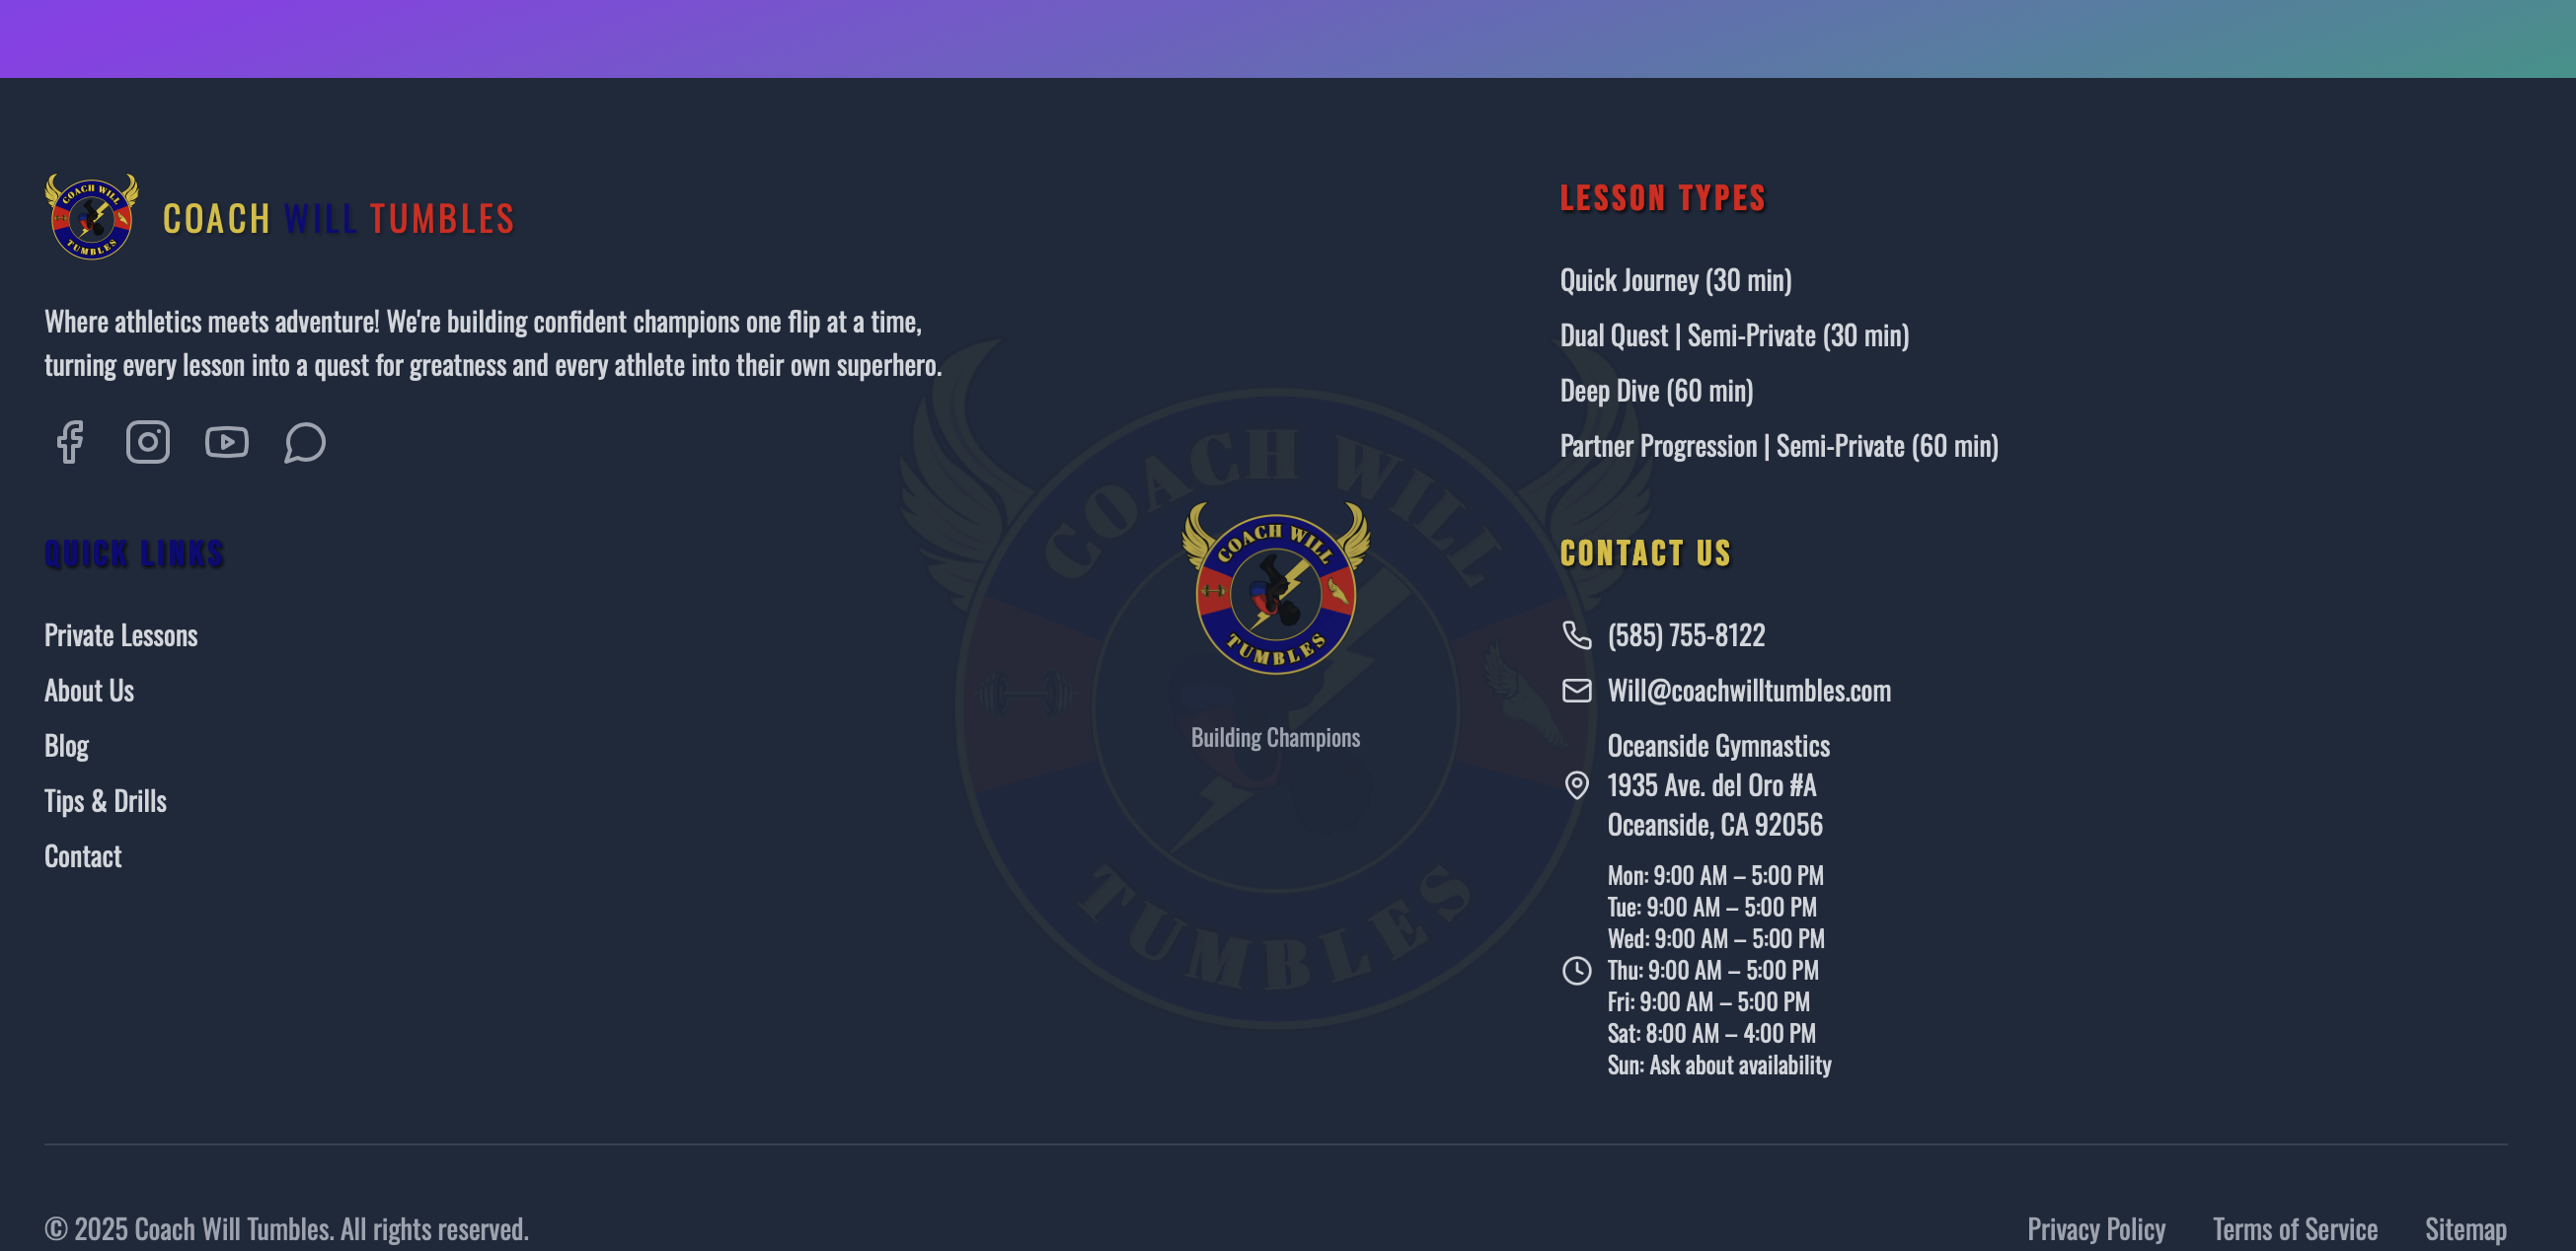 COACH WILL
TUMBLES
COACH WILL TUMBLES
Where athletics meets adventure! We're building confident champions one flip at a time,
turning every lesson into a quest for greatness and every athlete into their own superhero.
QUICK LINKS
Private Lessons
About Us
Blog
Tips & Drills
Contact
COACH WILL
TUMBLES
COACH WILL
TUMBLES
Building Champions
LESSON TYPES
Quick Journey (30 min)
Dual Quest | Semi-Private (30 min)
Deep Dive (60 min)
Partner Progression | Semi-Private (60 min)
CONTACT US
(585) 755-8122
Will@coachwilltumbles.com
Oceanside Gymnastics
1935 Ave. del Oro #A
Oceanside, CA 92056
Mon: 9:00 AM – 5:00 PM
Tue: 9:00 AM – 5:00 PM
Wed: 9:00 AM – 5:00 PM
Thu: 9:00 AM – 5:00 PM
Fri: 9:00 AM – 5:00 PM
Sat: 8:00 AM – 4:00 PM
Sun: Ask about availability
© 2025 Coach Will Tumbles. All rights reserved.
Privacy Policy Terms of Service Sitemap